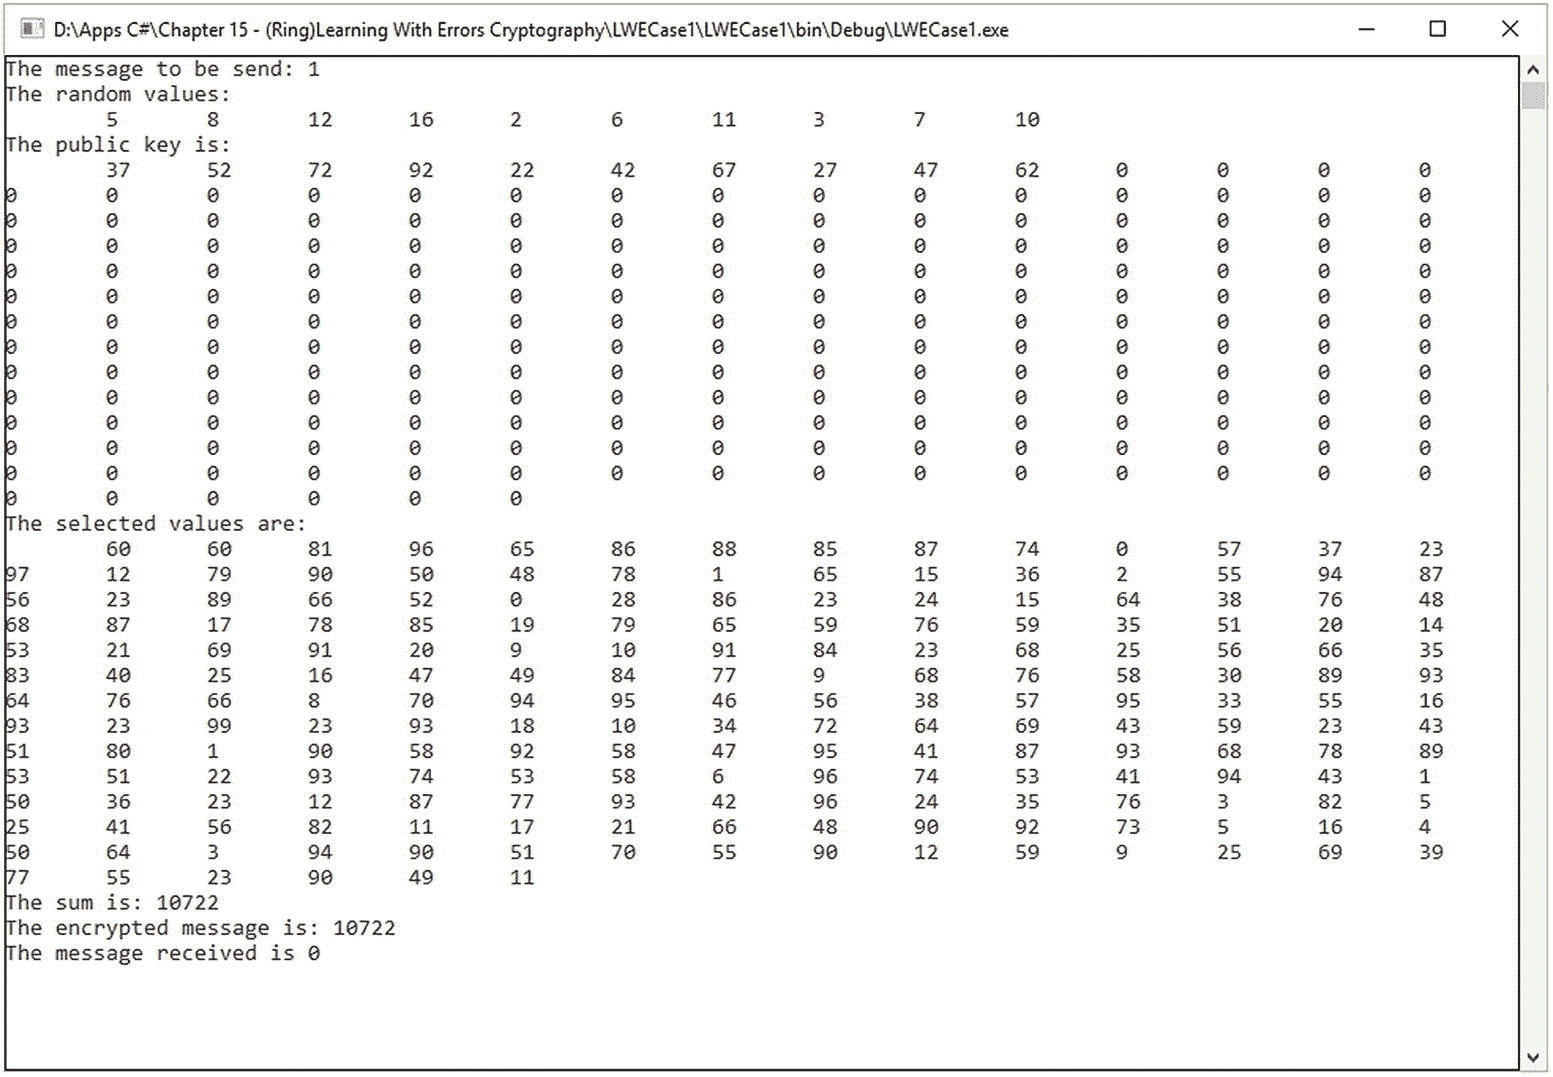 D:\Apps C#\Chapter 15 - (Ring)Learning With Errors Cryptography\LWECase1\LWECase1\bin\Debug\LWECase1.exe
The message to be send: 1
The random values:
5 8 12 16 2 6 11 3 7 10
The public key is:
37 52 72 92 22 42 67 27 47 62 0 0 0 0
0 0 0 0 0 0 0 0 0 0 0 0 0 0 0
0 0 0 0 0 0 0 0 0 0 0 0 0 0 0
0 0 0 0 0 0 0 0 0 0 0 0 0 0 0
0 0 0 0 0 0 0 0 0 0 0 0 0 0 0
0 0 0 0 0 0 0 0 0 0 0 0 0 0 0
0 0 0 0 0 0 0 0 0 0 0 0 0 0 0
0 0 0 0 0 0 0 0 0 0 0 0 0 0 0
0 0 0 0 0 0 0 0 0 0 0 0 0 0 0
0 0 0 0 0 0 0 0 0 0 0 0 0 0 0
0 0 0 0 0 0 0 0 0 0 0 0 0 0 0
0 0 0 0 0 0 0 0 0 0 0 0 0 0 0
0 0 0 0 0 0 0 0 0 0 0 0 0 0 0
0 0 0 0 0 0
The selected values are:
60 60 81 96 65 86 88 85 87 74 0 57 37 23
97 12 79 90 50 48 78 1 65 15 36 2 55 94 87
56 23 89 66 52 0 28 86 23 24 15 64 38 76 48
68 87 17 78 85 19 79 65 59 76 59 35 51 20 14
53 21 69 91 20 9 10 91 84 23 68 25 56 66 35
83 40 25 16 47 49 84 77 9 68 76 58 30 89 93
64 76 66 8 70 94 95 46 56 38 57 95 33 55 16
93 23 99 23 93 18 10 34 72 64 69 43 59 23 43
51 80 1 90 58 92 58 47 95 41 87 93 68 78 89
53 51 22 93 74 53 58 6 96 74 53 41 94 43 1
50 36 23 12 87 77 93 42 96 24 35 76 3 82 5
25 41 56 82 11 17 21 66 48 90 92 73 5 16 4
50 64 3 94 90 51 70 55 90 12 59 9 25 69 39
77 55 23 90 49 11
The sum is: 10722
The encrypted message is: 10722
The message received is 0